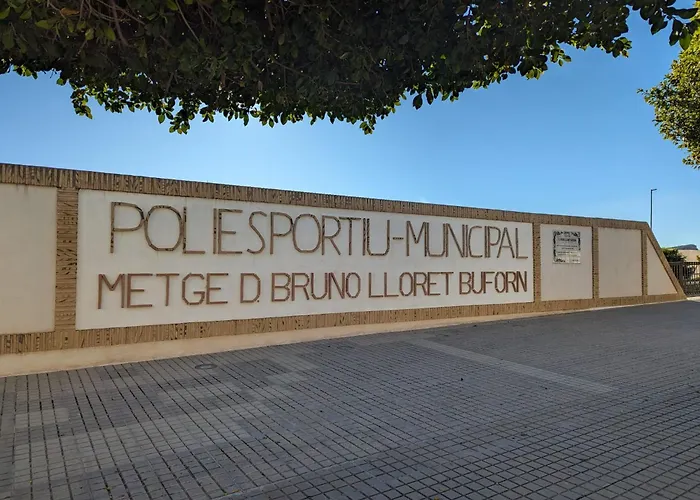 POLIESPORTIU-MUNICIPAL
METGE D. BRUNO LLORET BUFORN